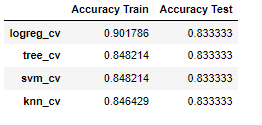 Accuracy Train Accuracy Test
logreg_cv 0.901786 0.833333
tree_cv 0.848214 0.833333
svm_cv 0.848214 0.833333
knn_cv 0.846429 0.833333